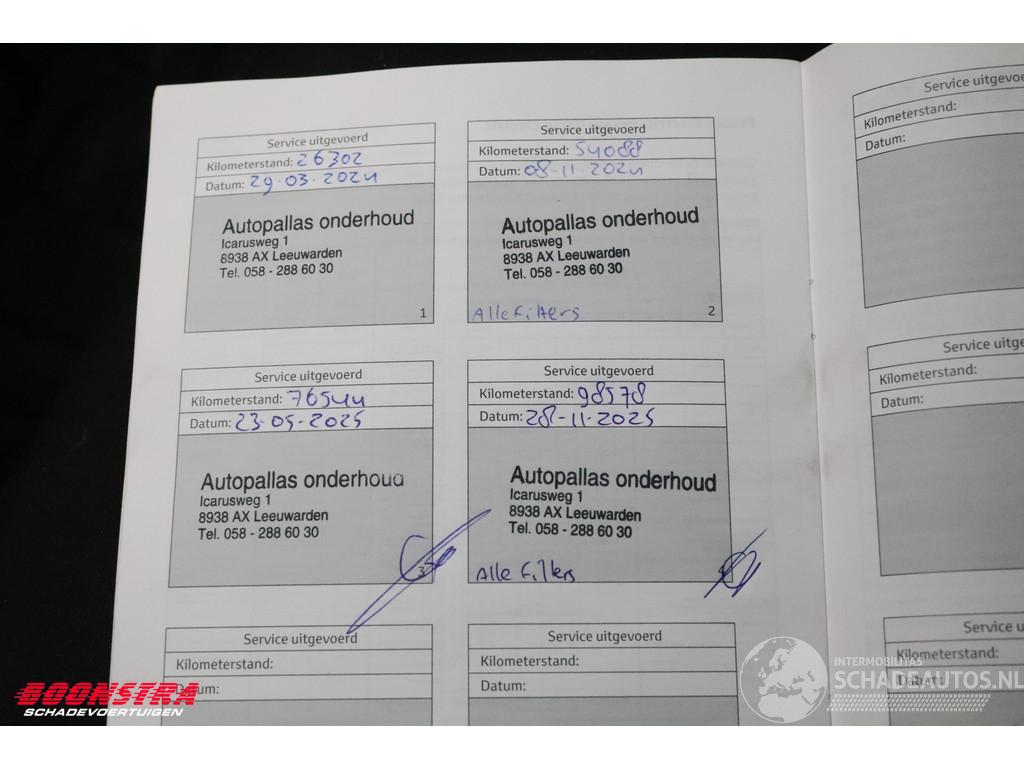 Service uitgevoerd
Kilometerstand: 26302
Datum: 29.03.2024
Autopallas onderhoud
Icarusweg 1
8938 AX Leeuwarden
Tel. 058 - 288 60 30
1
Service uitgevoerd
Kilometerstand: 54088
Datum: 08-11-2024
Autopallas onderhoud
Icarusweg 1
8938 AX Leeuwarden
Tel. 058 - 288 60 30
Alle Filters
2
Service uitgevoerd
Kilometerstand: 76544
Datum: 23-05-2025
Autopallas onderhoud
Icarusweg 1
8938 AX Leeuwarden
Tel. 058 - 288 60 30
3
Service uitgevoerd
Kilometerstand: 98578
Datum: 28-11-2025
Autopallas onderhoud
Icarusweg 1
8938 AX Leeuwarden
Tel. 058 - 288 60 30
Alle Filters
Service uitgevoerd
Kilometerstand:
Datum:
Service uitgevoerd
Kilometerstand:
Datum:
Service uitgevoe
Kilometerstand:
Datum:
Service uitge
Kilometerstand:
Datum:
Service u
Kilometerstand:
Datum:
BOONSTRA
SCHADEVOERTUIGEN
INTERMOBILITAS
SCHADEAUTOS.NL